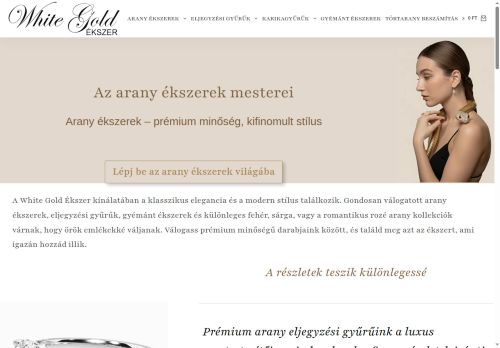 White Gold
ÉKSZER
ARANY ÉKSZEREK ELJEGYZÉSI GYŰRŰK KARIKAGYŰRŰK GYÉMÁNT ÉKSZEREK TÖRTARANY BESZÁMÍTÁS 0 FT
Az arany ékszerek mesterei
Arany ékszerek – prémium minőség, kifinomult stílus
Lépj be az arany ékszerek világába
A White Gold Ékszer kínálatában a klasszikus elegancia és a modern stílus találkozik. Gondosan válogatott arany
ékszerek, eljegyzési gyűrűk, gyémánt ékszerek és különleges fehér, sárga, vagy a romantikus rozé arany kollekciók
várnak, hogy örök emlékekké váljanak. Válogass prémium minőségű darabjaink között, és találd meg azt az ékszert, ami
igazán hozzád illik.
A részletek teszik különlegessé
Prémium arany eljegyzési gyűrűink a luxus